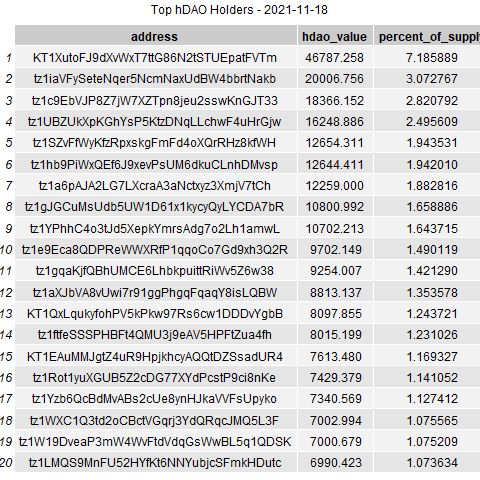 Top hDAO Holders - 2021-11-18
address hdao_value percent_of_supply
1 KT1XutoFJ9dXvWxT7ttG86N2tSTUEpatFVTm 46787.258 7.185889
2 tz1iaVFySeteNqer5NcmNaxUdBW4bbrtNakb 20006.756 3.072767
3 tz1c9EbVJP8Z7jW7XZTpn8jeu2sswKnGJT33 18366.152 2.820792
4 tz1UBZUkXpKGhYsP5KtzDNqLLchwF4uHrGjw 16248.886 2.495609
5 tz1SZvFfWyKfzRpxskgFmFd4oXQrRHz8kfWH 12654.311 1.943531
6 tz1hb9PiWxQEf6J9xevPsUM6dkuCLnhDMvsp 12644.411 1.942010
7 tz1a6pAJA2LG7LXcraA3aNctxyz3XmjV7tCh 12259.000 1.882816
8 tz1gJGCuMsUdb5UW1D61x1kycyQyLYCDA7bR 10800.992 1.658886
9 tz1YPhhC4o3tJd5XepkYmrsAdg7o2Lh1amwL 10702.213 1.643715
10 tz1e9Eca8QDPReWWXRfP1qqoCo7Gd9xh3Q2R 9702.149 1.490119
11 tz1gqaKjfQBhUMCE6LhbkpuittRiWv5Z6w38 9254.007 1.421290
12 tz1aXJbVA8vUwi7r91ggPhgqFqaqY8isLQBW 8813.137 1.353578
13 KT1QxLqukyfohPV5kPkw97Rs6cw1DDDvYgbB 8097.855 1.243721
14 tz1ftfeSSSPHBFt4QMU3j9eAV5HPFtZua4fh 8015.199 1.231026
15 KT1EAuMMJgtZ4uR9HpjkhcyAQQtDZSsadUR4 7613.480 1.169327
16 tz1Rot1yuXGUB5Z2cDG77XYdPcstP9ci8nKe 7429.379 1.141052
17 tz1Yzb6QcBdMvABs2cUe8ynHJkaVVFsUpyko 7340.569 1.127412
18 tz1WXC1Q3td2oCBctVGqrj3YdQRqcJMQ5L3F 7002.994 1.075565
19 tz1W19DveaP3mW4WvFtdVdqGsWwBL5q1QDSK 7000.679 1.075209
20 tz1LMQS9MnFU52HYfKt6NNYubjcSFmkHDutc 6990.423 1.073634